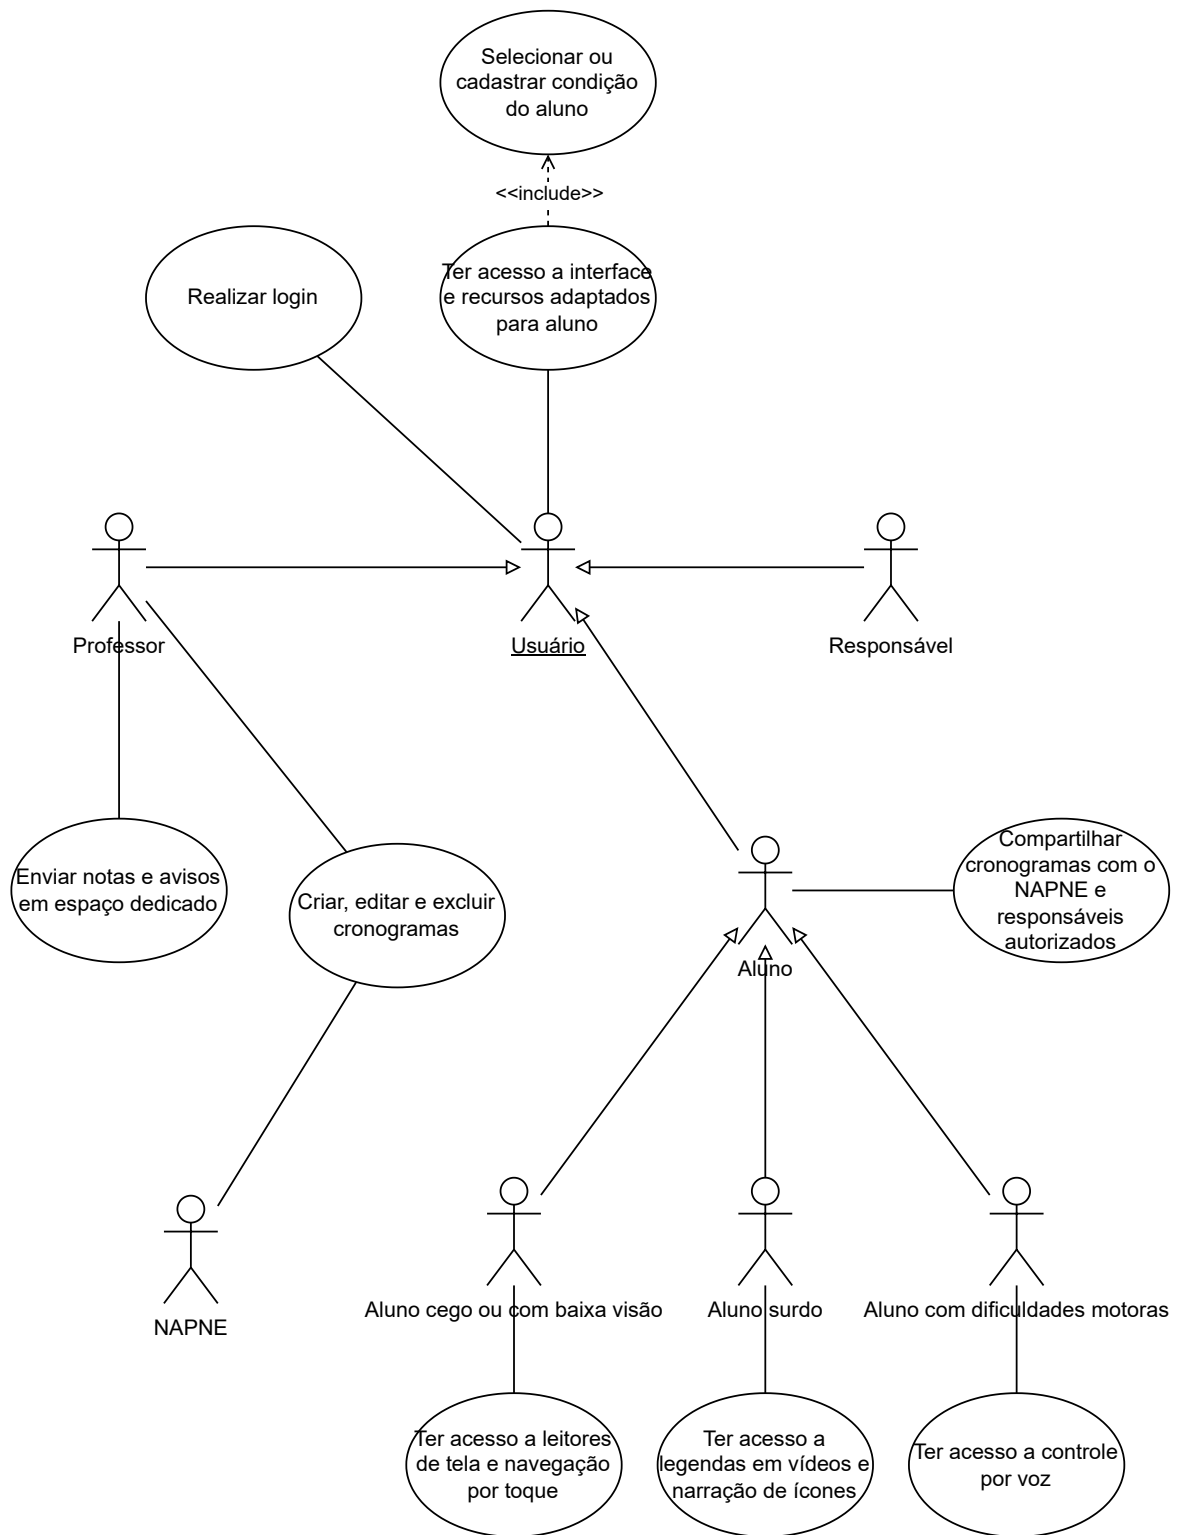 Selecionar ou
cadastrar condição
do aluno
<<include>>
Realizar login
Ter acesso a interface
e recursos adaptados
para aluno
Professor
Usuário
Responsável
Enviar notas e avisos
em espaço dedicado
Criar, editar e excluir
cronogramas
Compartilhar
cronogramas com o
NAPNE e
responsáveis
autorizados
Aluno
NAPNE
Aluno cego ou com baixa visão
Aluno surdo
Aluno com dificuldades motoras
Ter acesso a leitores
de tela e navegação
por toque
Ter acesso a
legendas em vídeos e
narração de ícones
Ter acesso a controle
por voz